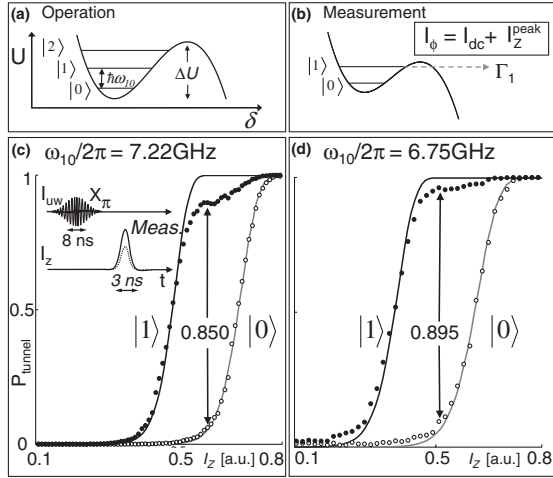 (a) Operation
U
|2⟩
|1⟩
|0⟩
ħω10
ΔU
δ
(b) Measurement
Iϕ = Idc + IZ^peak
|1⟩
|0⟩
Γ1
(c) ω10/2π = 7.22GHz
Ptunnel
1
0.5
0
Iuw
Xπ
8 ns
Meas.
Iz
3 ns
t
|1⟩
0.850
|0⟩
0.1
0.5
IZ [a.u.]
0.8
(d) ω10/2π = 6.75GHz
|1⟩
0.895
|0⟩
0.1
0.5
IZ [a.u.]
0.8